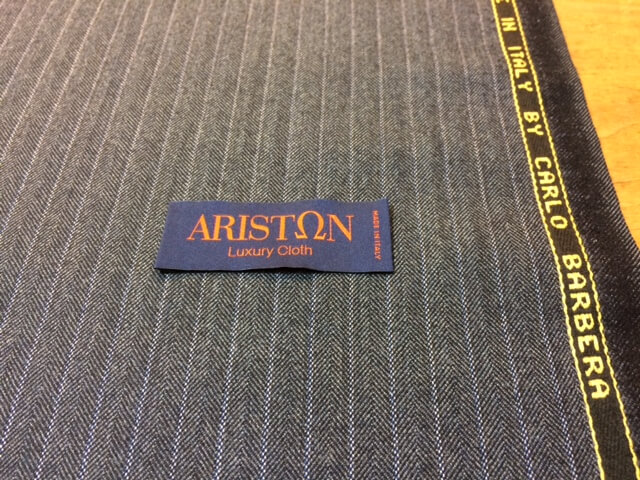 ARISTΩN
Luxury Cloth
MADE IN ITALY
IN ITALY BY CARLO BARBERA